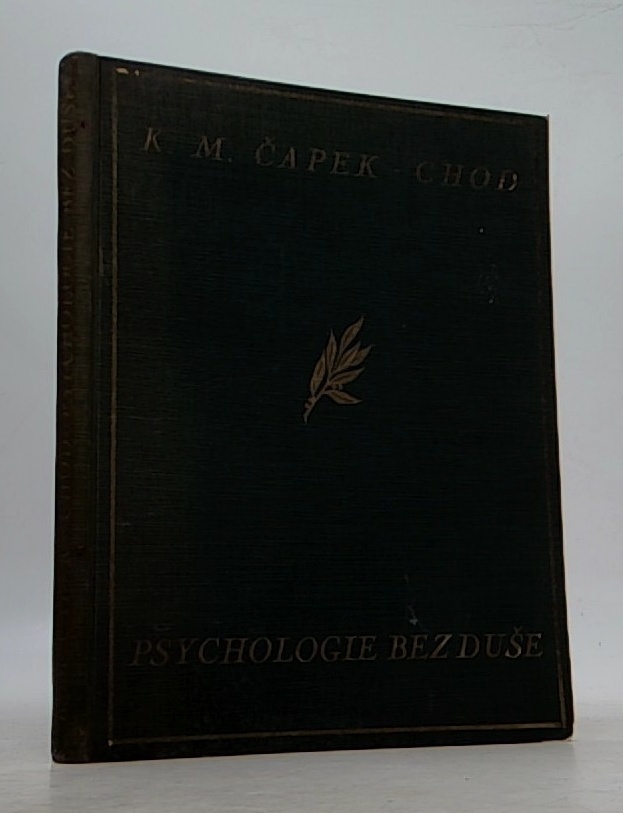 K. M. ČAPEK - CHOD
PSYCHOLOGIE BEZ DUŠE